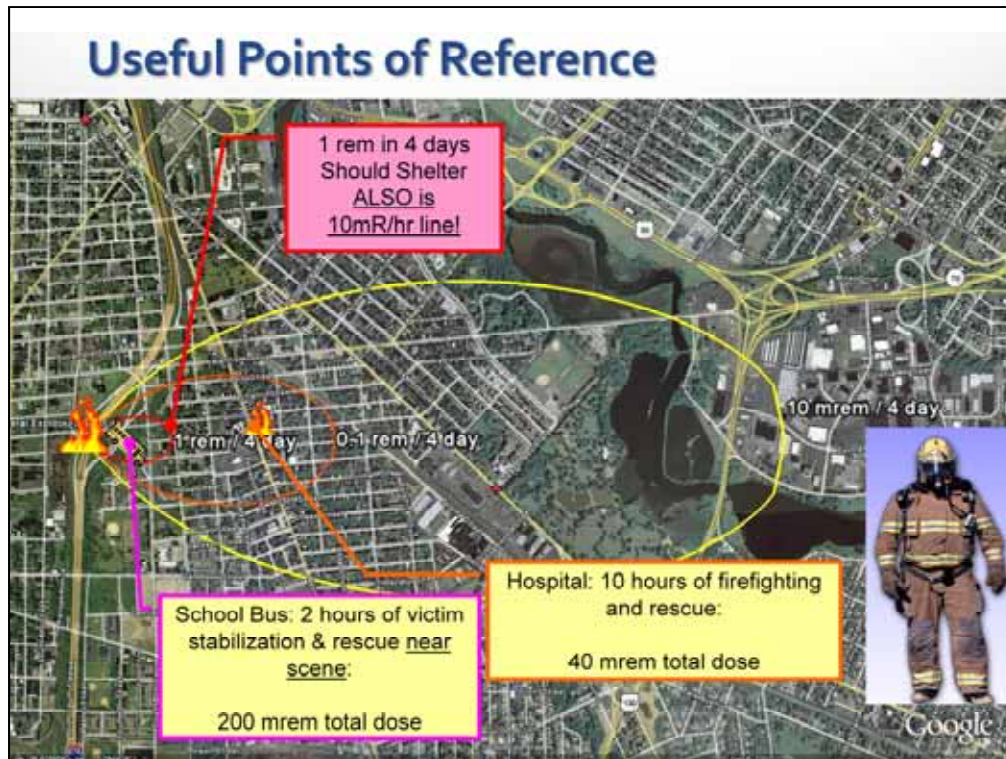 Useful Points of Reference
1 rem in 4 days
Should Shelter
ALSO is
10mR/hr line!
1 rem / 4 day
0-1 rem / 4 day
10 mrem / 4 day
School Bus: 2 hours of victim
stabilization & rescue near
scene:
200 mrem total dose
Hospital: 10 hours of firefighting
and rescue:
40 mrem total dose
Google